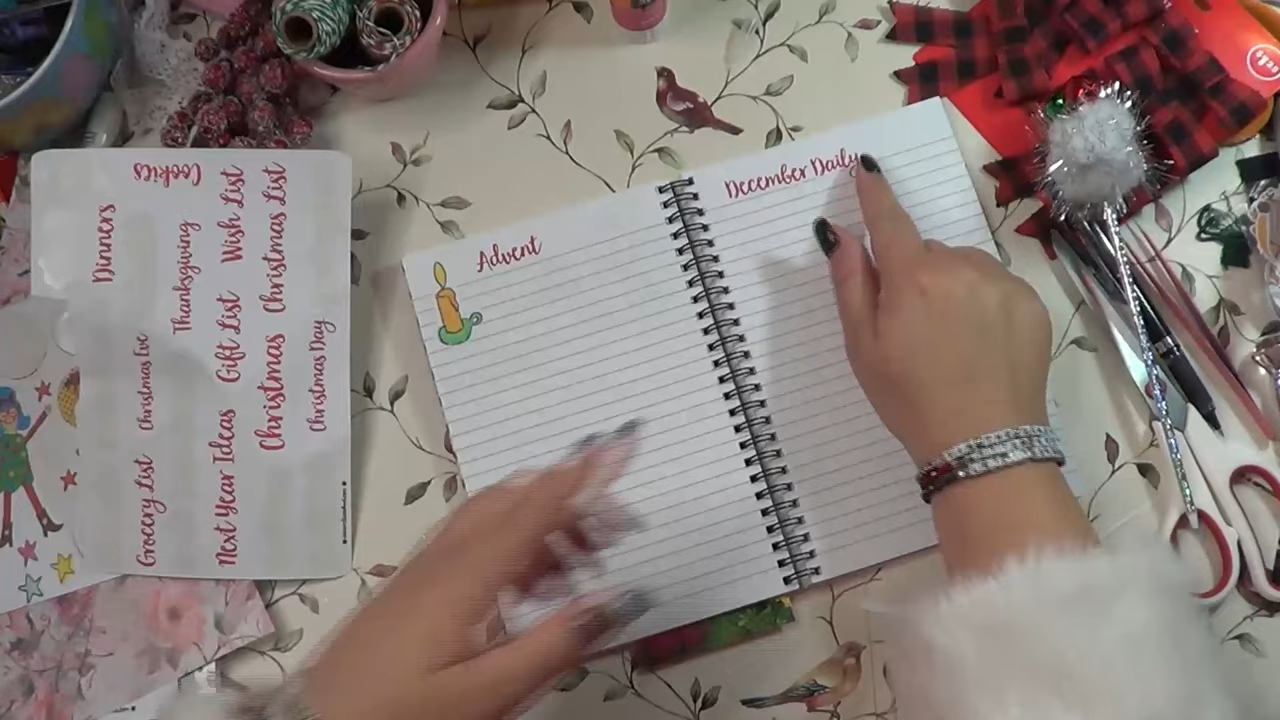 Advent
December Daily
Cookies
Dinners
Thanksgiving
Wish List
Christmas List
Christmas Eve
Gift List
Christmas
Christmas Day
Grocery List
Next Year Ideas